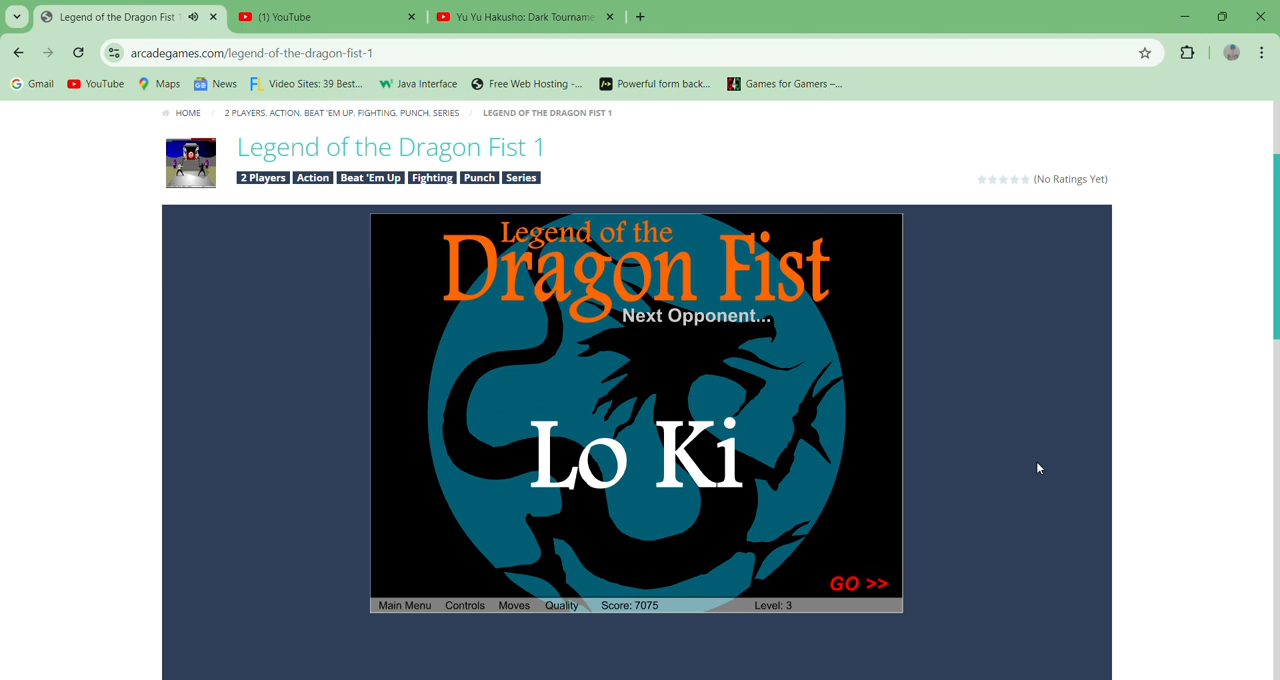 Legend of the Dragon Fist 1
(1) YouTube
Yu Yu Hakusho: Dark Tourname
arcadegames.com/legend-of-the-dragon-fist-1
Gmail YouTube Maps News Video Sites: 39 Best... Java Interface Free Web Hosting -... Powerful form back... Games for Gamers –...
HOME / 2 PLAYERS, ACTION, BEAT 'EM UP, FIGHTING, PUNCH, SERIES / LEGEND OF THE DRAGON FIST 1
Legend of the Dragon Fist 1
2 Players Action Beat 'Em Up Fighting Punch Series
(No Ratings Yet)
Legend of the
Dragon Fist
Next Opponent...
Lo Ki
GO >>
Main Menu Controls Moves Quality Score: 7075 Level: 3